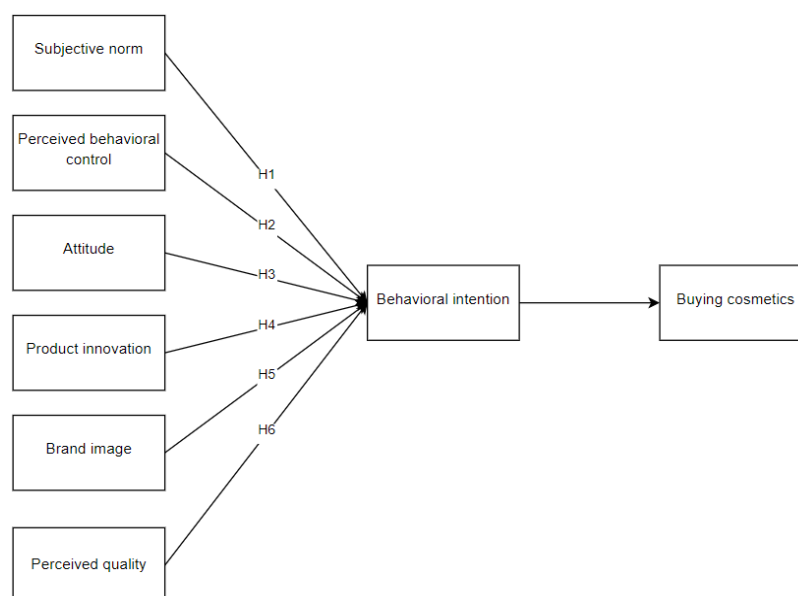 Subjective norm
Perceived behavioral
control
H1
H2
Attitude
H3
Behavioral intention
Buying cosmetics
Product innovation
H4
H5
Brand image
H6
Perceived quality